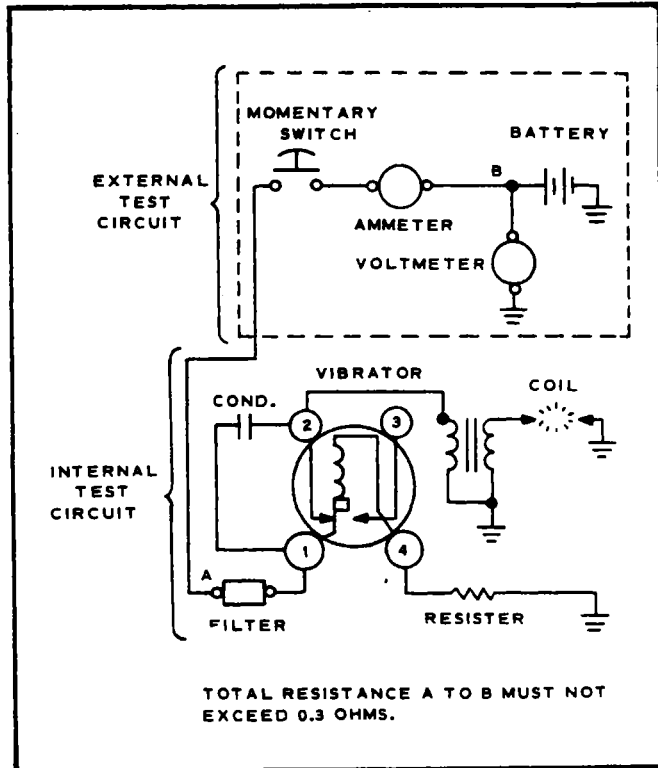 MOMENTARY
SWITCH
BATTERY
B
EXTERNAL
TEST
CIRCUIT
AMMETER
VOLTMETER
VIBRATOR
COIL
COND.
2
3
INTERNAL
TEST
CIRCUIT
1
4
A
FILTER
RESISTER
TOTAL RESISTANCE A TO B MUST NOT
EXCEED 0.3 OHMS.